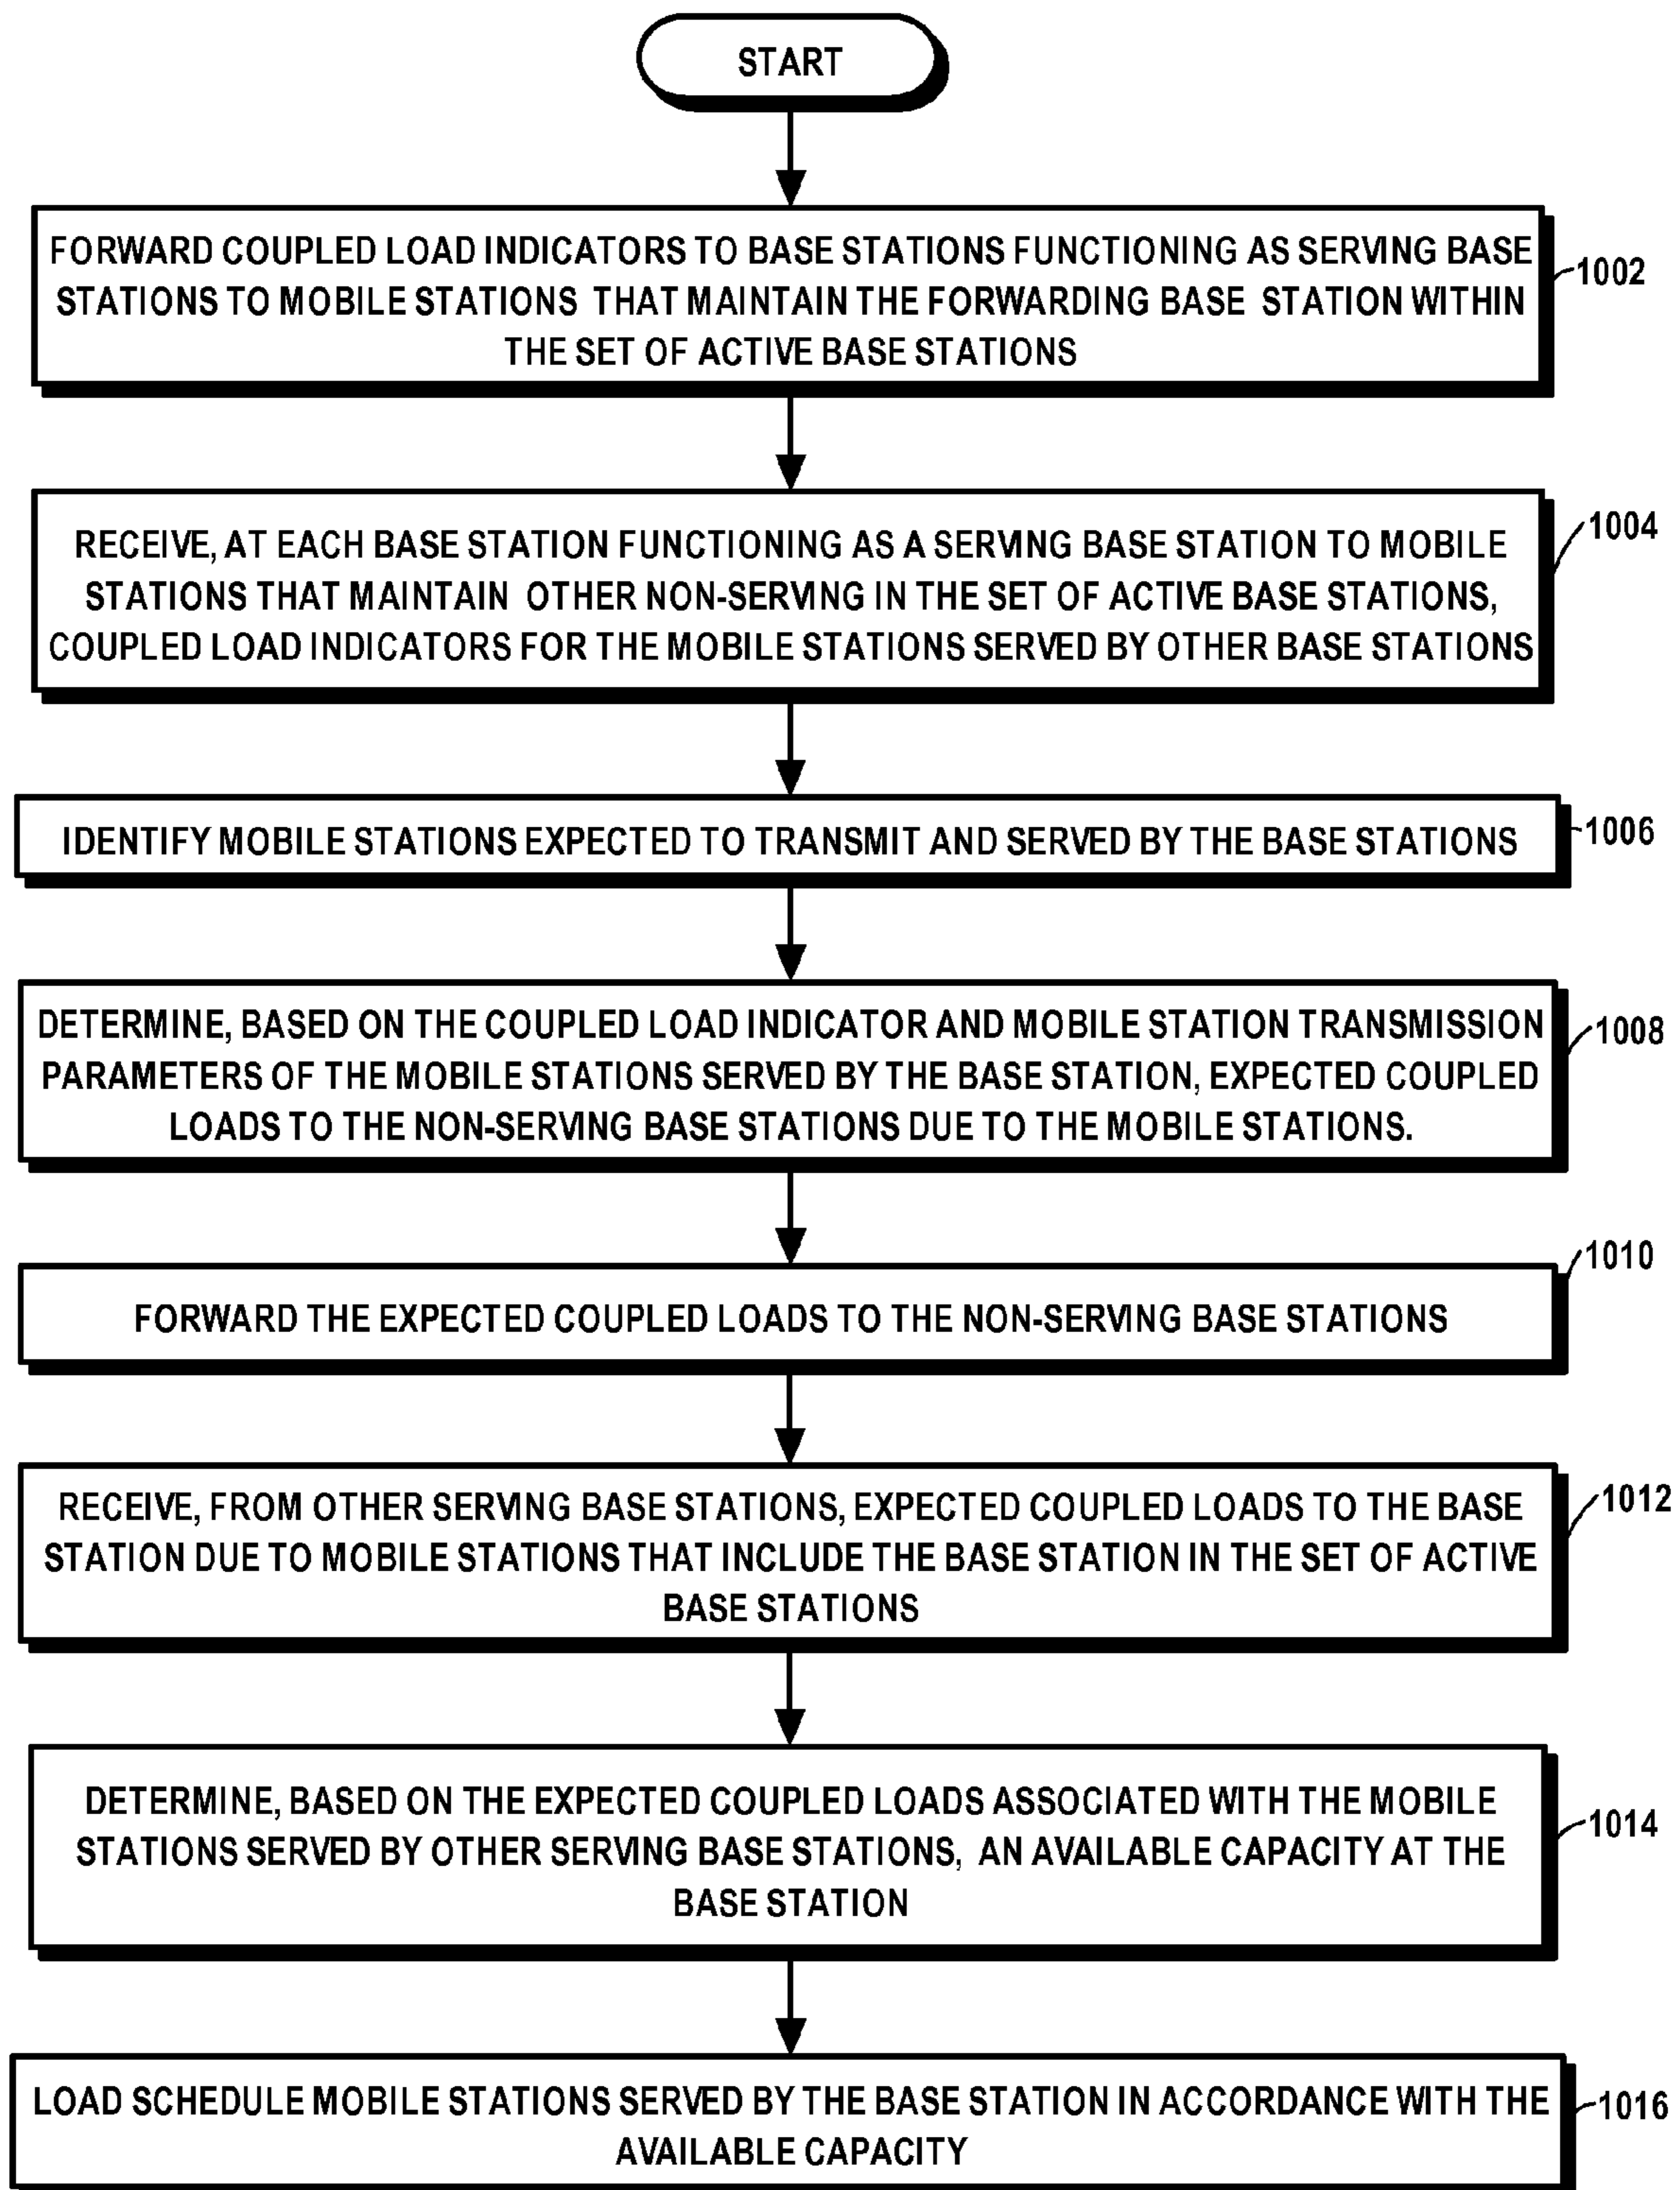 START
FORWARD COUPLED LOAD INDICATORS TO BASE STATIONS FUNCTIONING AS SERVING BASE
STATIONS TO MOBILE STATIONS THAT MAINTAIN THE FORWARDING BASE STATION WITHIN
THE SET OF ACTIVE BASE STATIONS
1002
RECEIVE, AT EACH BASE STATION FUNCTIONING AS A SERVING BASE STATION TO MOBILE
STATIONS THAT MAINTAIN OTHER NON-SERVING IN THE SET OF ACTIVE BASE STATIONS,
COUPLED LOAD INDICATORS FOR THE MOBILE STATIONS SERVED BY OTHER BASE STATIONS
1004
IDENTIFY MOBILE STATIONS EXPECTED TO TRANSMIT AND SERVED BY THE BASE STATIONS
1006
DETERMINE, BASED ON THE COUPLED LOAD INDICATOR AND MOBILE STATION TRANSMISSION
PARAMETERS OF THE MOBILE STATIONS SERVED BY THE BASE STATION, EXPECTED COUPLED
LOADS TO THE NON-SERVING BASE STATIONS DUE TO THE MOBILE STATIONS.
1008
FORWARD THE EXPECTED COUPLED LOADS TO THE NON-SERVING BASE STATIONS
1010
RECEIVE, FROM OTHER SERVING BASE STATIONS, EXPECTED COUPLED LOADS TO THE BASE
STATION DUE TO MOBILE STATIONS THAT INCLUDE THE BASE STATION IN THE SET OF ACTIVE
BASE STATIONS
1012
DETERMINE, BASED ON THE EXPECTED COUPLED LOADS ASSOCIATED WITH THE MOBILE
STATIONS SERVED BY OTHER SERVING BASE STATIONS, AN AVAILABLE CAPACITY AT THE
BASE STATION
1014
LOAD SCHEDULE MOBILE STATIONS SERVED BY THE BASE STATION IN ACCORDANCE WITH THE
AVAILABLE CAPACITY
1016